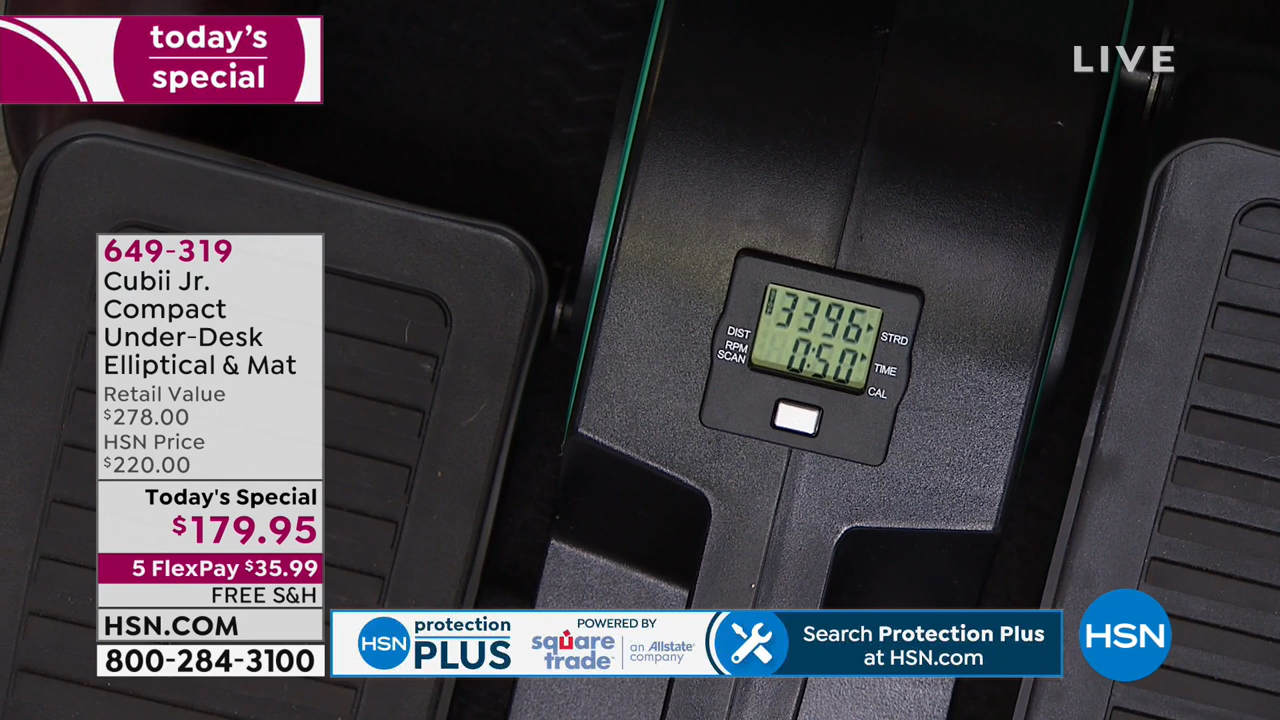 today's
special
LIVE
649-319
Cubii Jr.
Compact
Under-Desk
Elliptical & Mat
Retail Value
$278.00
HSN Price
$220.00
Today's Special
$179.95
5 FlexPay $35.99
FREE S&H
HSN.COM
800-284-3100
3396
0:50
DIST
RPM
SCAN
STRD
TIME
CAL
HSN
protection
PLUS
POWERED BY
square
trade
an Allstate
company
Search Protection Plus
at HSN.com
HSN